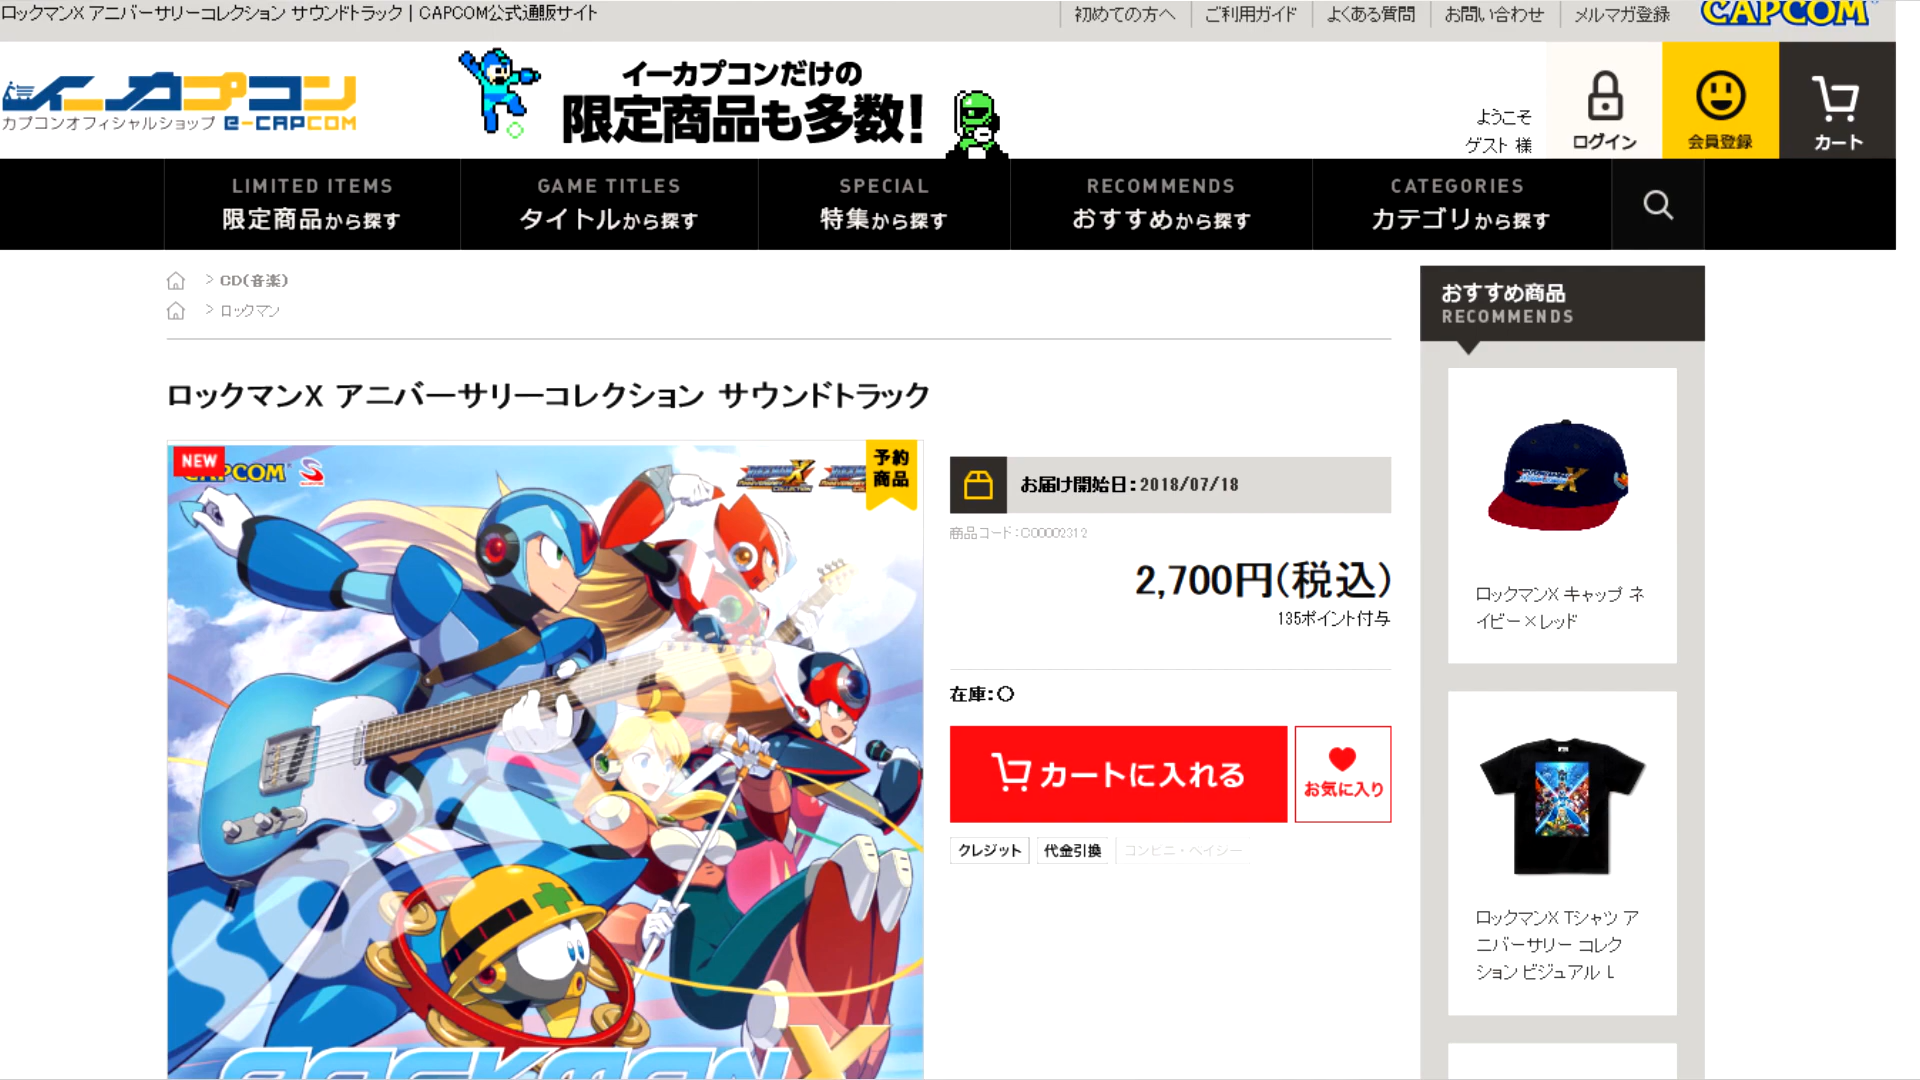 ロックマンX アニバーサリーコレクション サウンドトラック | CAPCOM公式通販サイト
初めての方へ
ご利用ガイド
よくある質問
お問い合わせ
メルマガ登録
CAPCOM
イーカプコン
カプコンオフィシャルショップ e-CAPCOM
イーカプコンだけの
限定商品も多数!
ようこそ
ゲスト 様
ログイン
会員登録
カート
LIMITED ITEMS
限定商品から探す
GAME TITLES
タイトルから探す
SPECIAL
特集から探す
RECOMMENDS
おすすめから探す
CATEGORIES
カテゴリから探す
> CD(音楽)
> ロックマン
ロックマンX アニバーサリーコレクション サウンドトラック
NEW
CAPCOM
予約
商品
sample
ROCKMAN X
お届け開始日:2018/07/18
商品コード:C00002312
2,700円(税込)
135ポイント付与
在庫:○
カートに入れる
お気に入り
クレジット
代金引換
コンビニ・ペイジー
おすすめ商品
RECOMMENDS
ロックマンX キャップ ネ
イビー×レッド
ロックマンX Tシャツ ア
ニバーサリー コレク
ション ビジュアル L